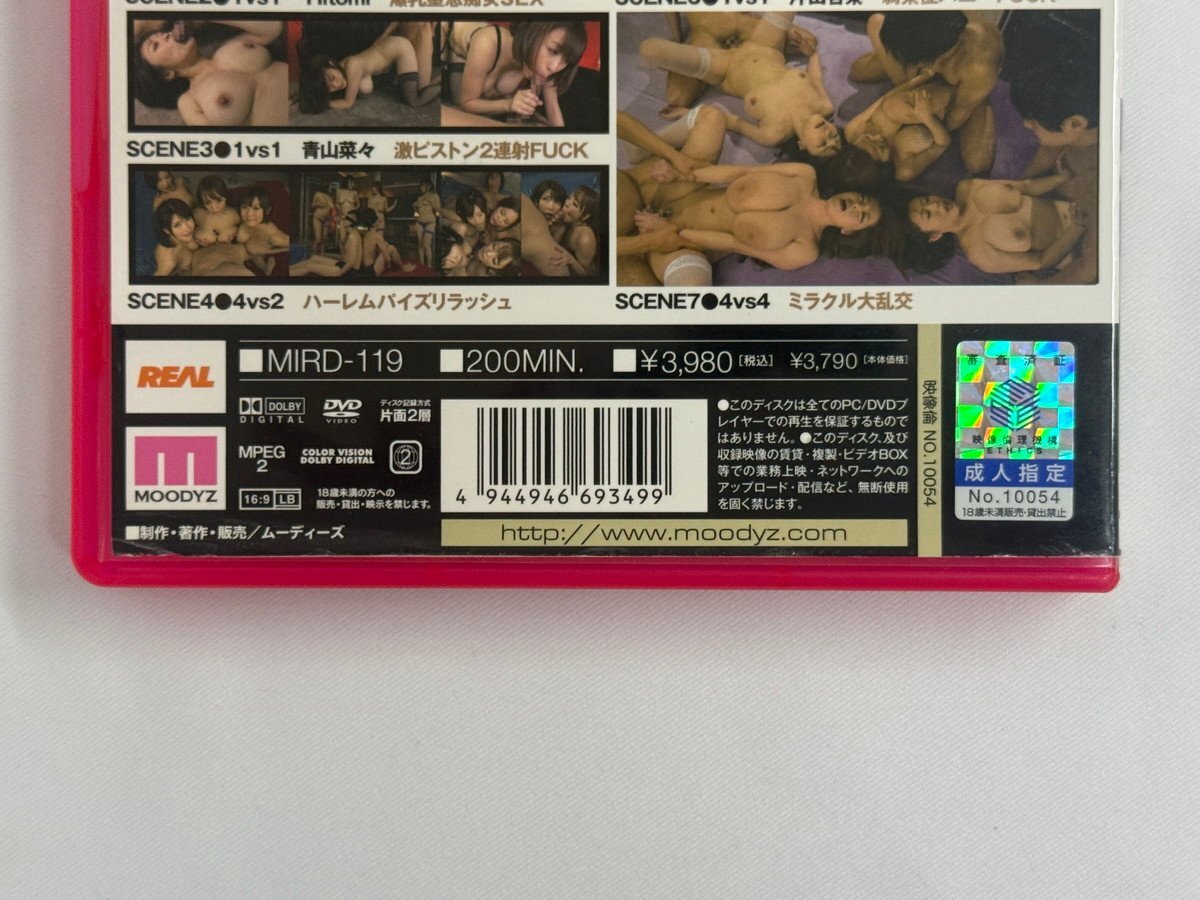 SCENE2●1vs1 Hitomi
SCENE3●1vs1 青山菜々 激ピストン2連射FUCK
SCENE4●4vs2 ハーレムパイズリラッシュ
SCENE7●4vs4 ミラクル大乱交
REAL
■MIRD-119 ■200MIN. ■¥3,980[税込] ¥3,790[本体価格]
DOLBY
DIGITAL
DVD
VIDEO
ディスク記録方式
片面2層
MPEG
2
COLOR VISION
DOLBY DIGITAL
2
16:9 LB
18歳未満の方への
販売・貸出・映示を禁じます。
MOODYZ
■制作・著作・販売／ムーディーズ
4 944946 693499
●このディスクは全てのPC/DVDプ
レイヤーでの再生を保証するもので
はありません。●このディスク、及び
収録映像の賃貸・複製・ビデオBOX
等での業務上映・ネットワークへの
アップロード・配信など、無断使用
を固く禁じます。
http://www.moodyz.com
映像倫 NO.10054
審査済証
映像倫理機構
ETHICS
成人指定
No.10054
18歳未満販売・貸出禁止